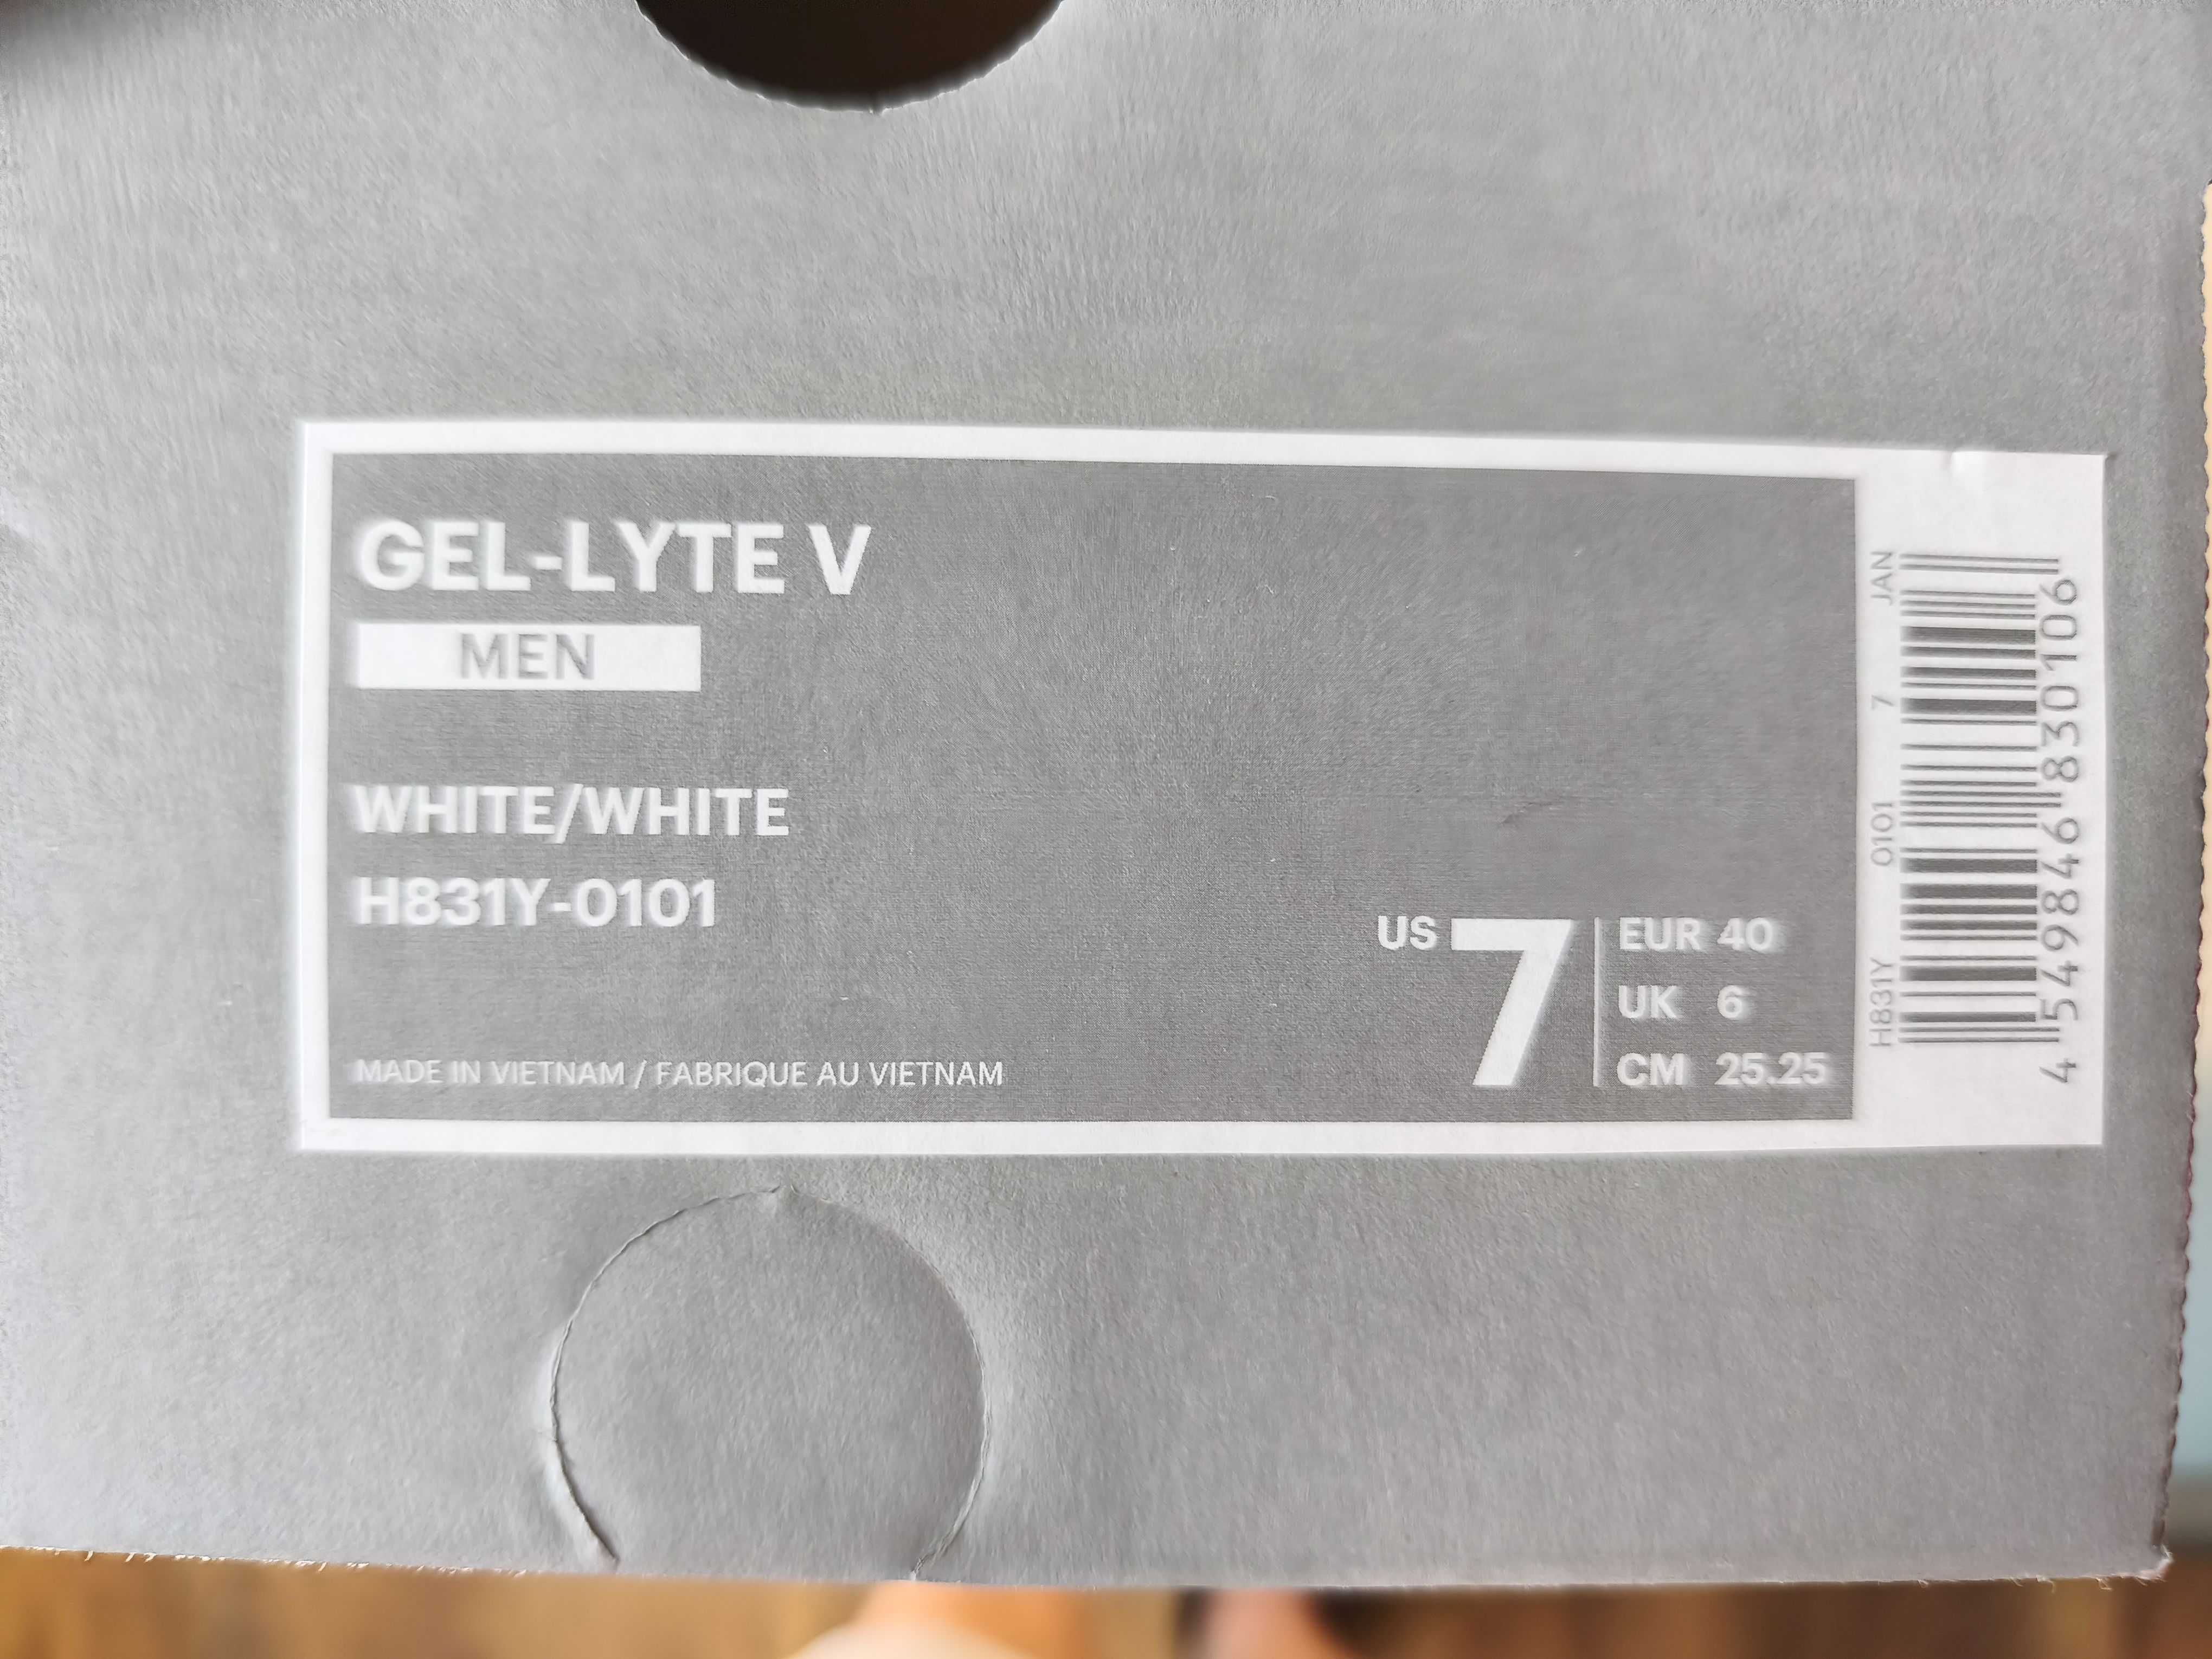 GEL-LYTE V
MEN
WHITE/WHITE
H831Y-0101
MADE IN VIETNAM / FABRIQUE AU VIETNAM
US 7
EUR 40
UK 6
CM 25.25
H831Y 0101 7 JAN
4 549846 830106